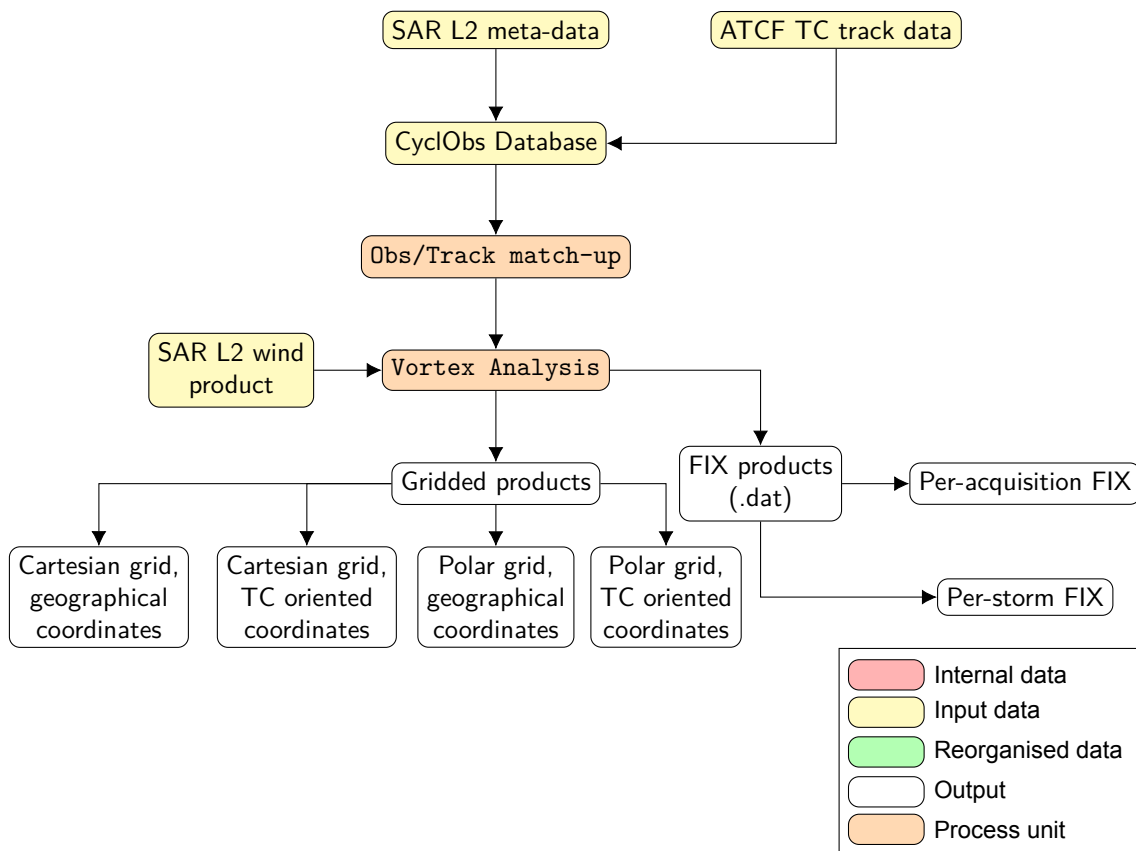 SAR L2 meta-data
ATCF TC track data
CyclObs Database
Obs/Track match-up
SAR L2 wind
product
Vortex Analysis
Gridded products
FIX products
(.dat)
Per-acquisition FIX
Cartesian grid,
geographical
coordinates
Cartesian grid,
TC oriented
coordinates
Polar grid,
geographical
coordinates
Polar grid,
TC oriented
coordinates
Per-storm FIX
Internal data
Input data
Reorganised data
Output
Process unit